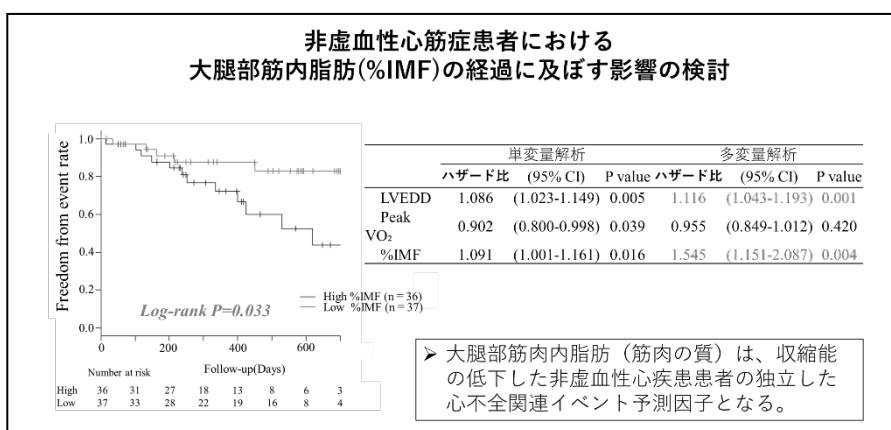 非虚血性心筋症患者における
大腿部筋内脂肪(%IMF)の経過に及ぼす影響の検討
Freedom from event rate
1.0
0.8
0.6
0.4
0.2
0.0
Log-rank P=0.033
High %IMF (n = 36)
Low %IMF (n = 37)
0 200 400 600
Number at risk
Follow-up(Days)
High 36 31 27 18 13 8 6 3
Low 37 33 28 22 19 16 8 4
単変量解析 多変量解析
ハザード比 (95% CI) P value ハザード比 (95% CI) P value
LVEDD 1.086 (1.023-1.149) 0.005 1.116 (1.043-1.193) 0.001
Peak VO₂ 0.902 (0.800-0.998) 0.039 0.955 (0.849-1.012) 0.420
%IMF 1.091 (1.001-1.161) 0.016 1.545 (1.151-2.087) 0.004
➤ 大腿部筋肉内脂肪（筋肉の質）は、収縮能
の低下した非虚血性心疾患患者の独立した
心不全関連イベント予測因子となる。